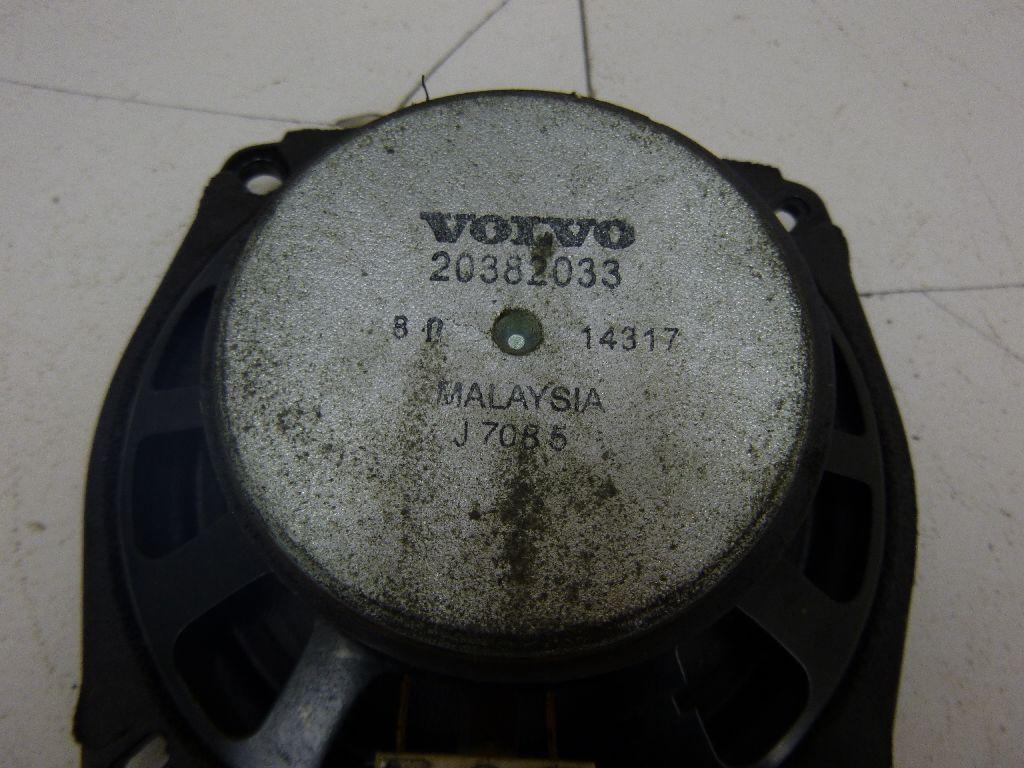 VOLVO
20382033
8 Ω 14317
MALAYSIA
J 7085